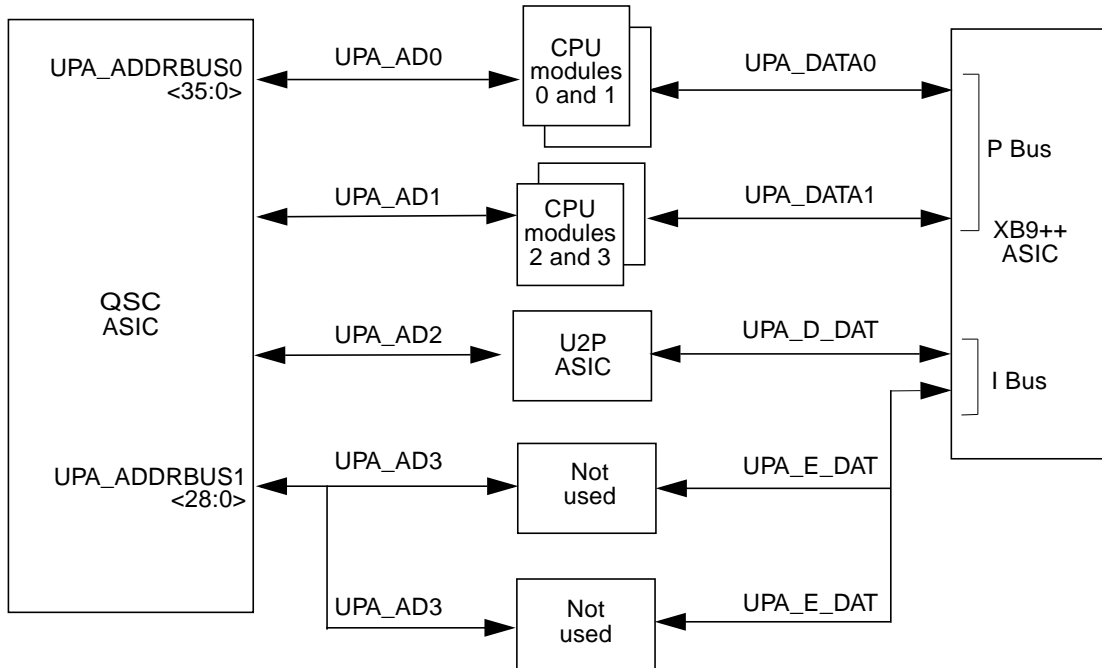 UPA_ADDRBUS0
<35:0>
UPA_AD0
CPU
modules
0 and 1
UPA_DATA0
P Bus
UPA_AD1
CPU
modules
2 and 3
UPA_DATA1
XB9++
ASIC
QSC
ASIC
UPA_AD2
U2P
ASIC
UPA_D_DAT
I Bus
UPA_ADDRBUS1
<28:0>
UPA_AD3
Not
used
UPA_E_DAT
UPA_AD3
Not
used
UPA_E_DAT